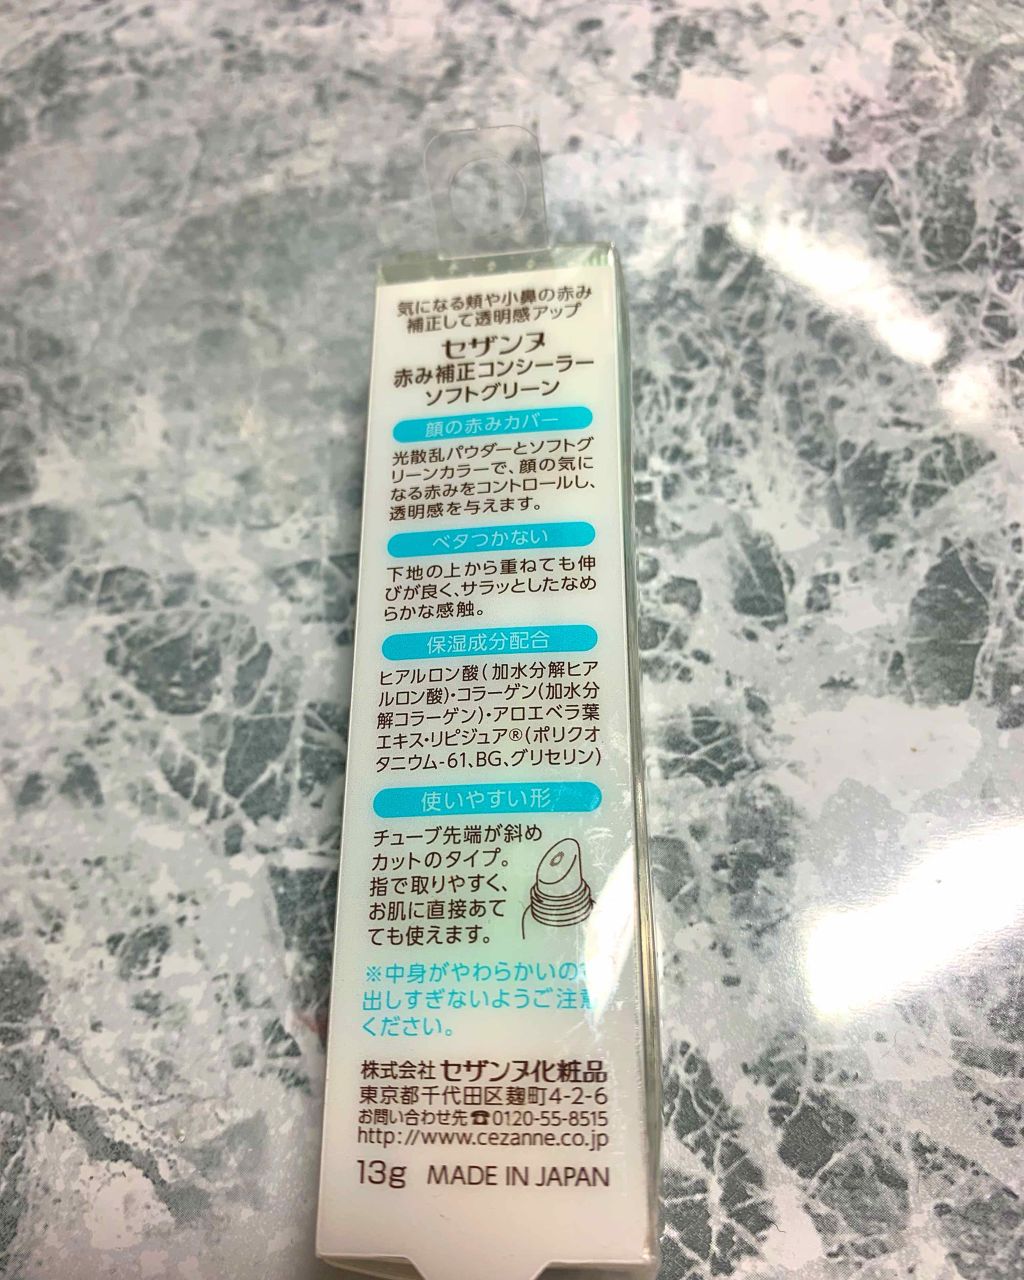 気になる頬や小鼻の赤み
補正して透明感アップ
セザンヌ
赤み補正コンシーラー
ソフトグリーン
顔の赤みカバー
光散乱パウダーとソフトグ
リーンカラーで、顔の気に
なる赤みをコントロールし、
透明感を与えます。
ベタつかない
下地の上から重ねても伸
びが良く、サラッとしたなめ
らかな感触。
保湿成分配合
ヒアルロン酸(加水分解ヒア
ルロン酸)・コラーゲン(加水分
解コラーゲン)・アロエベラ葉
エキス・リピジュア®(ポリクオ
タニウム-61、BG、グリセリン)
使いやすい形
チューブ先端が斜め
カットのタイプ。
指で取りやすく、
お肌に直接あて
ても使えます。
※中身がやわらかいので
出しすぎないようご注意
ください。
株式会社 セザンヌ化粧品
東京都千代田区麹町4-2-6
お問い合わせ先☎0120-55-8515
http://www.cezanne.co.jp
13g MADE IN JAPAN